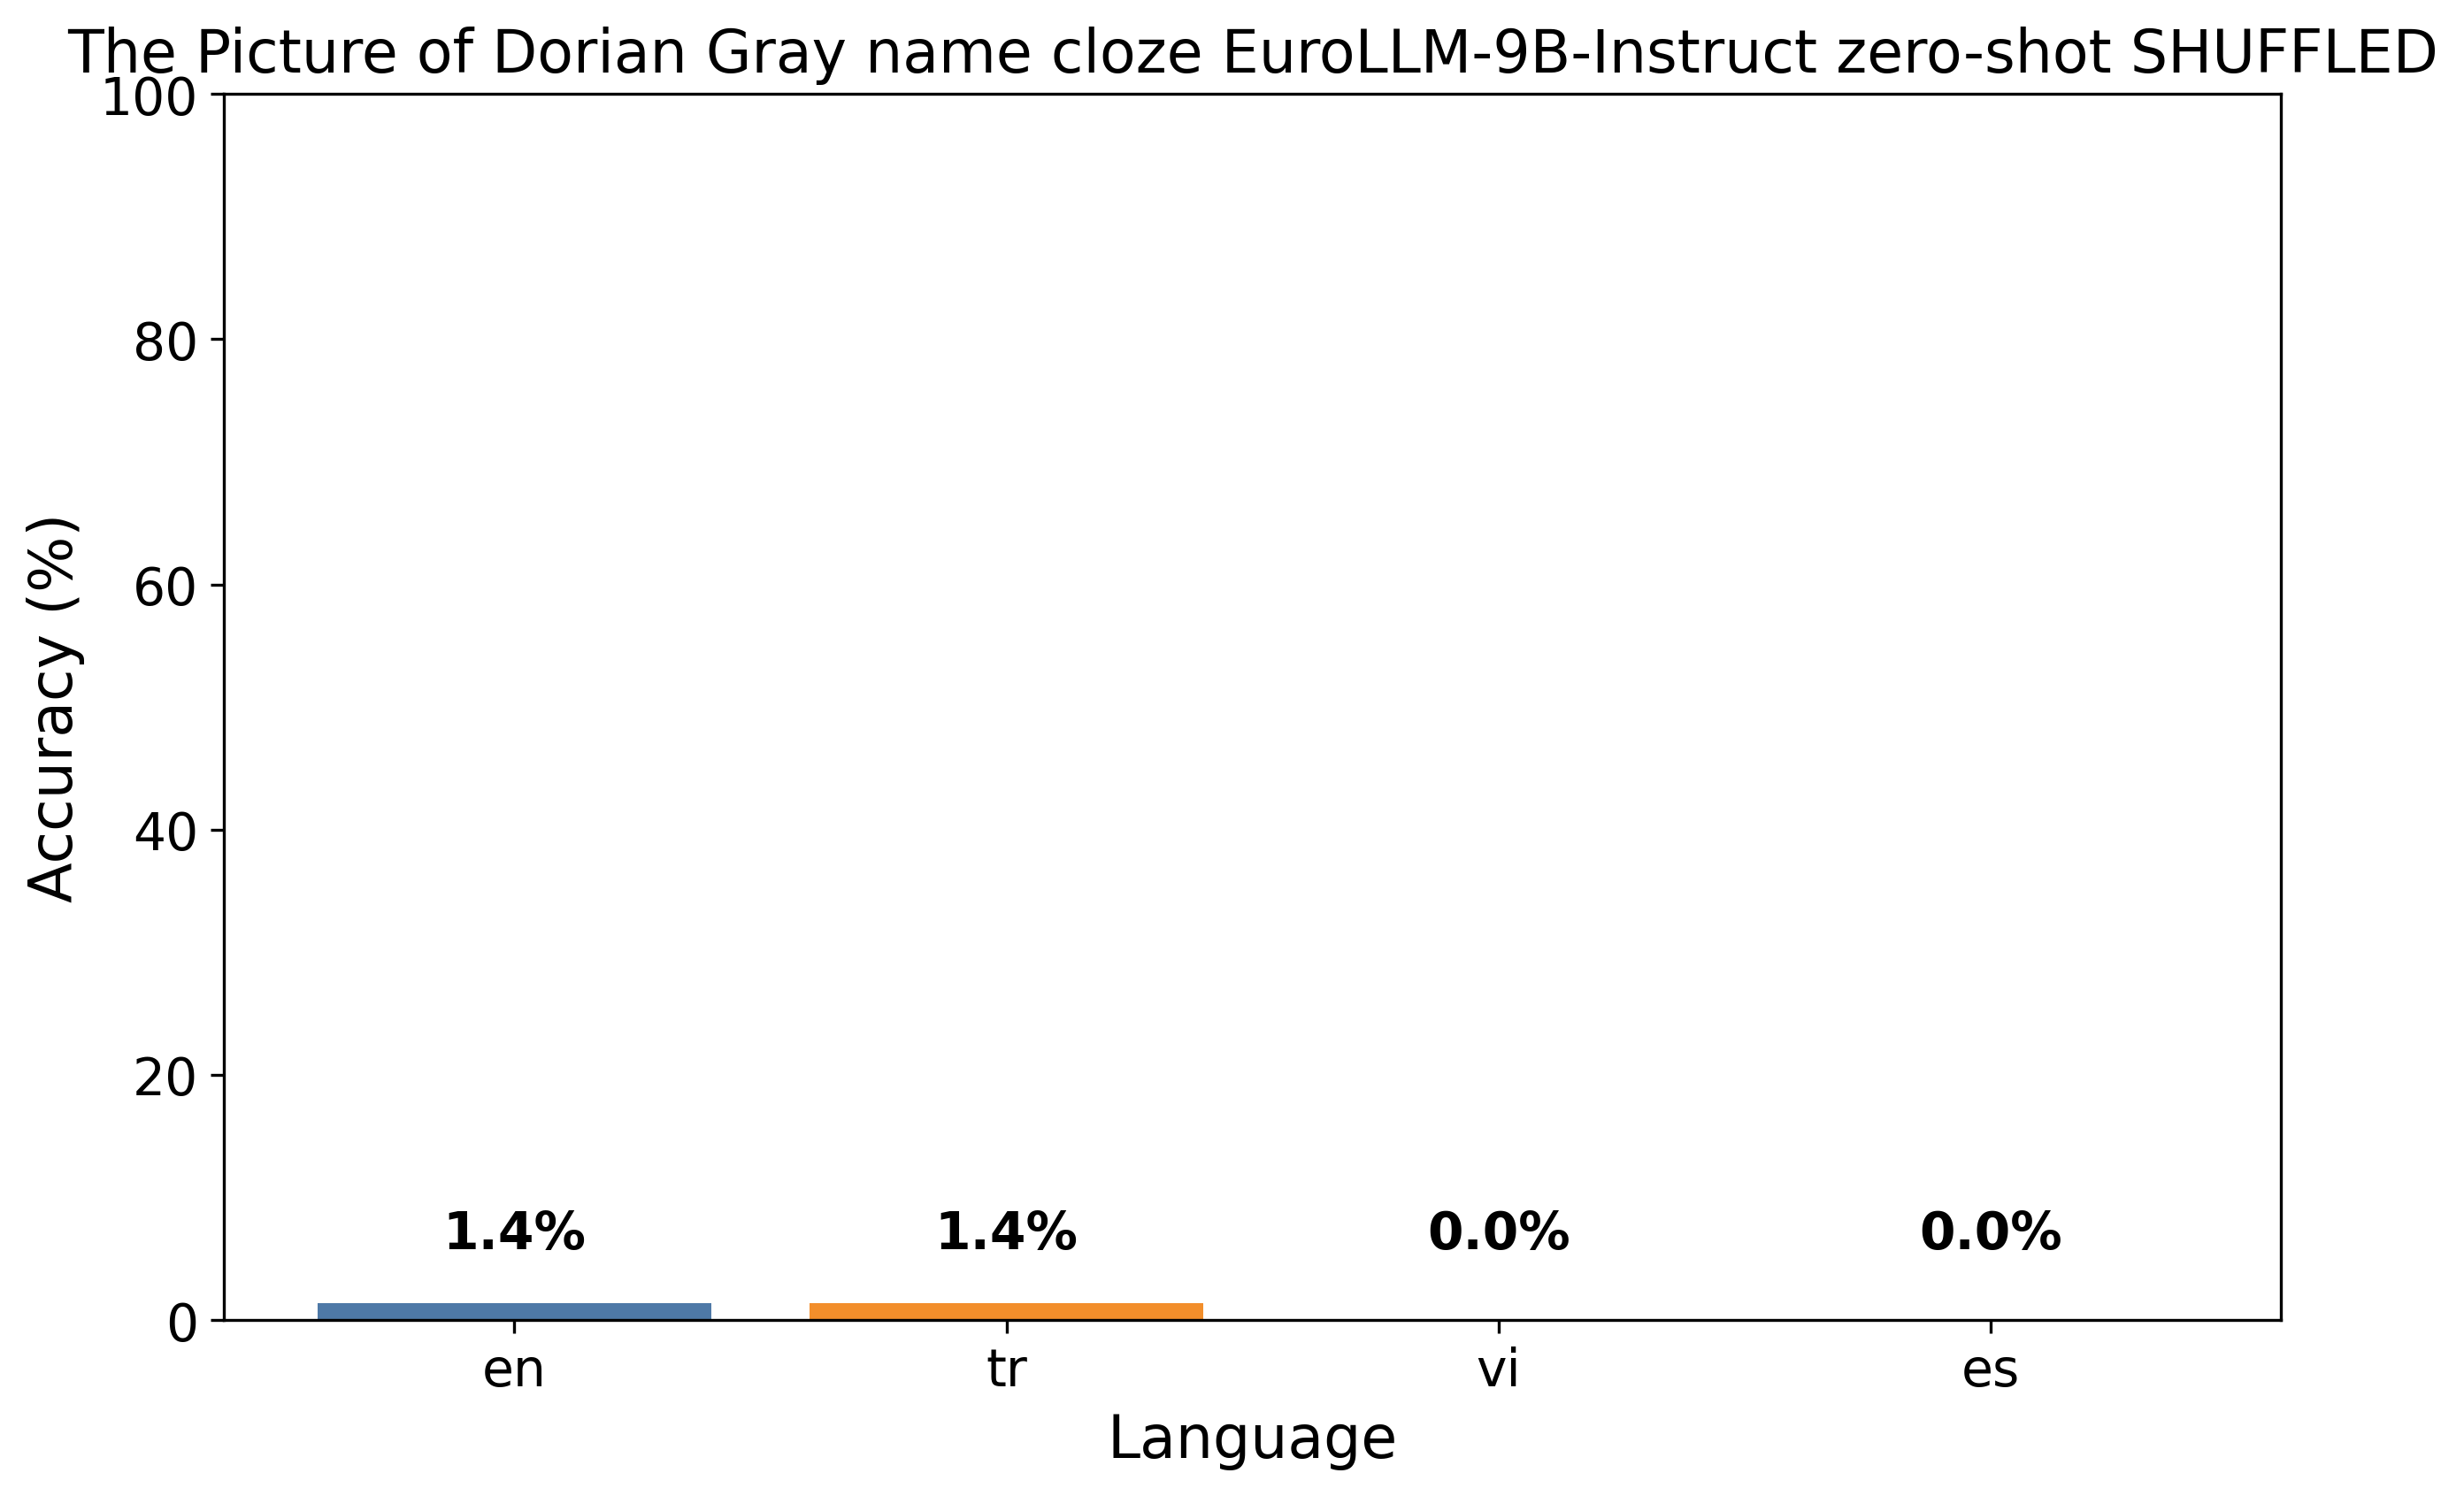 The Picture of Dorian Gray name cloze EuroLLM-9B-Instruct zero-shot SHUFFLED
100
80
60
40
20
0
Accuracy (%)
1.4%
1.4%
0.0%
0.0%
en
tr
vi
es
Language